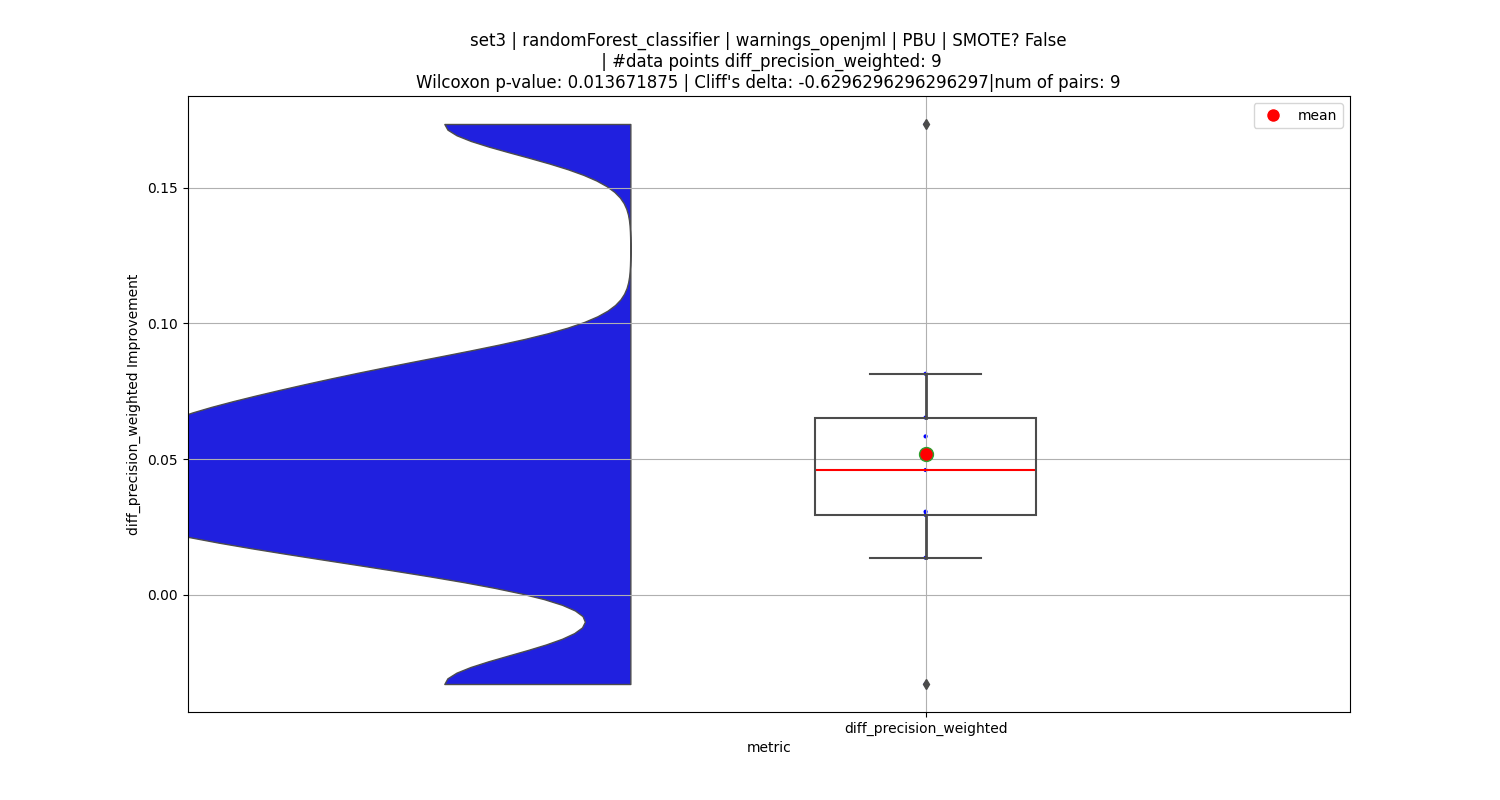 set3 | randomForest_classifier | warnings_openjml | PBU | SMOTE? False
| #data points diff_precision_weighted: 9
Wilcoxon p-value: 0.013671875 | Cliff's delta: -0.6296296296296297|num of pairs: 9
mean
0.15
0.10
0.05
0.00
diff_precision_weighted Improvement
diff_precision_weighted
metric